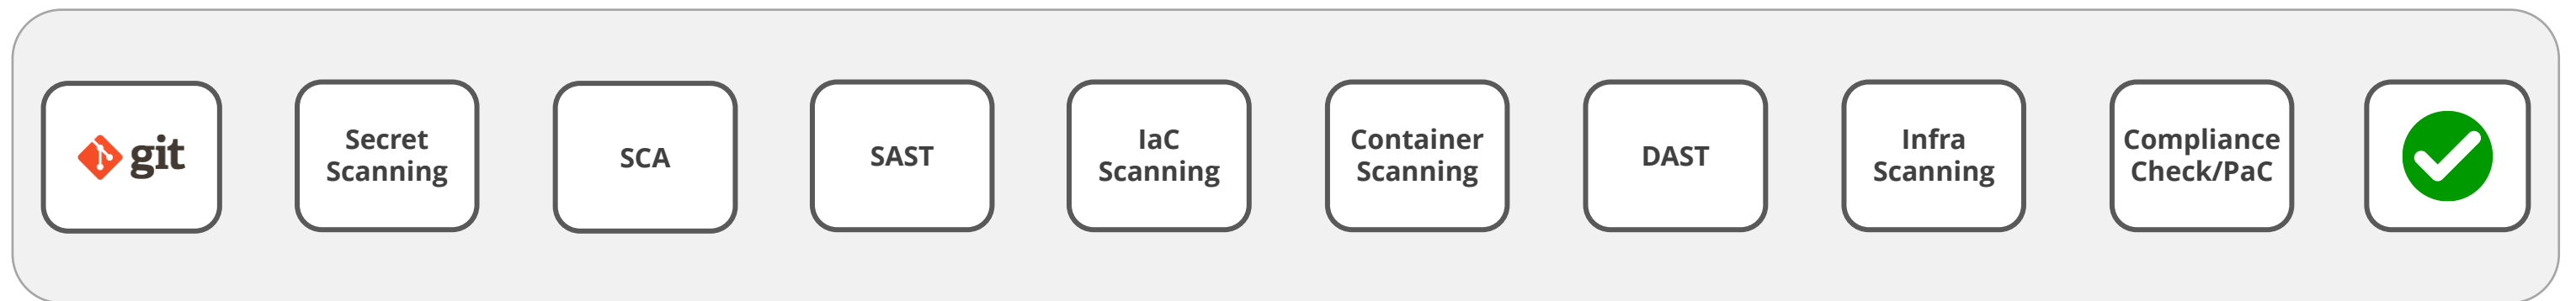 git
Secret
Scanning
SCA
SAST
IaC
Scanning
Container
Scanning
DAST
Infra
Scanning
Compliance
Check/PaC